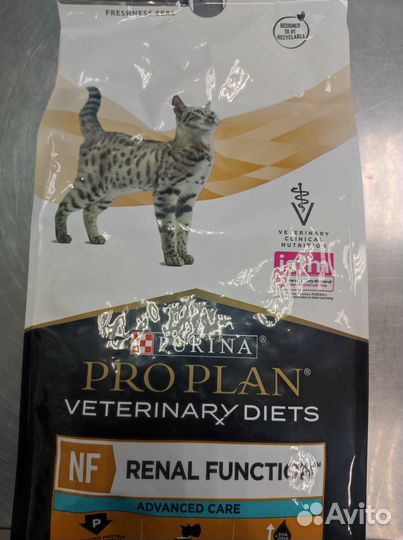 FRESHNESS SEAL
DESIGNED TO BE RECYCLABLE
VETERINARY
CLINICAL
NUTRITION
PURINA®
PRO PLAN®
VETERINARY DIETS
NF RENAL FUNCTION™
ADVANCED CARE
P
Avito